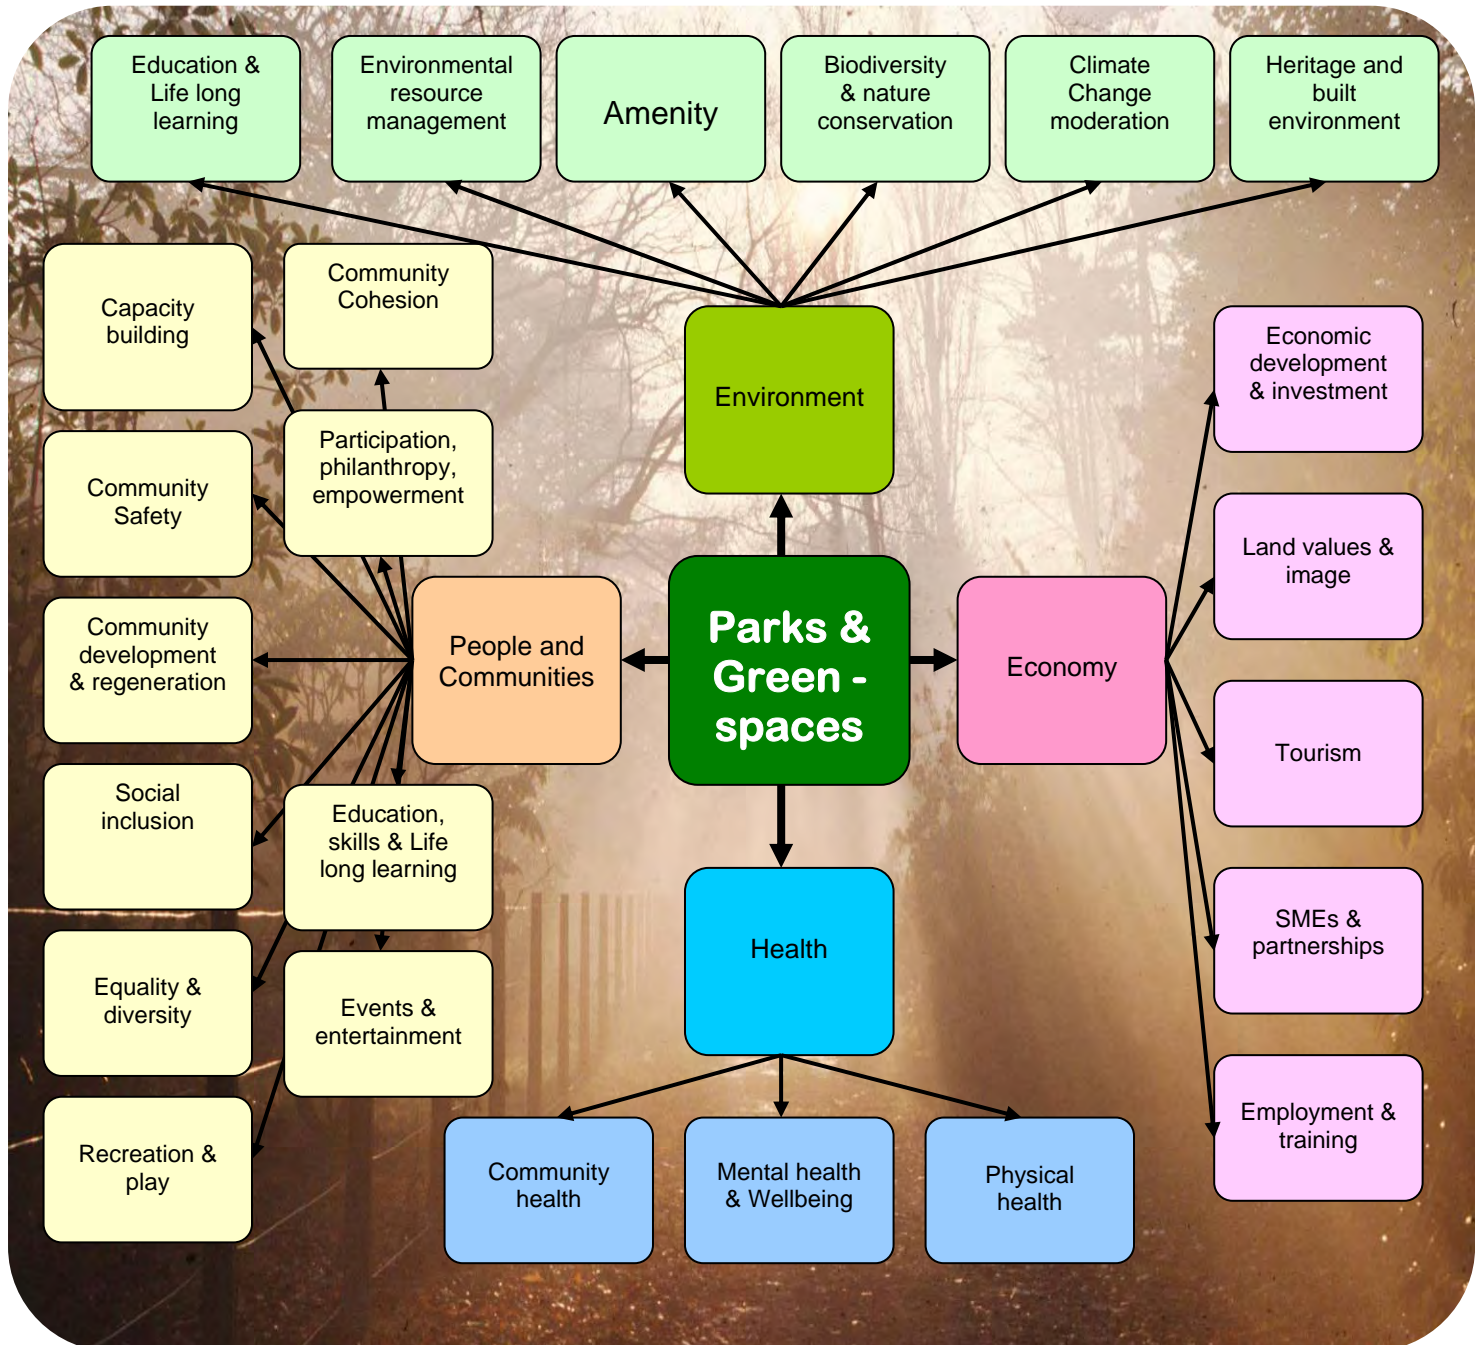 Education &
Life long
learning
Environmental
resource
management
Amenity
Biodiversity
& nature
conservation
Climate
Change
moderation
Heritage and
built
environment
Capacity
building
Community
Cohesion
Community
Safety
Participation,
philanthropy,
empowerment
Community
development
& regeneration
Social
inclusion
Education,
skills & Life
long learning
Equality &
diversity
Events &
entertainment
Recreation &
play
People and
Communities
Environment
Parks &
Green -
spaces
Economy
Health
Community
health
Mental health
& Wellbeing
Physical
health
Economic
development
& investment
Land values &
image
Tourism
SMEs &
partnerships
Employment &
training